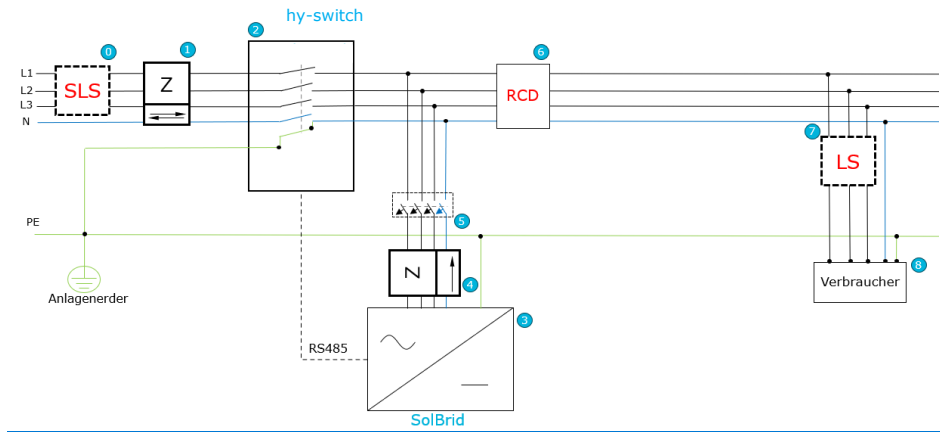 hy-switch
0
1
2
6
L1
L2
L3
N
SLS
Z
RCD
7
LS
PE
5
Z
4
8
Verbraucher
Anlagenerder
3
RS485
SolBrid